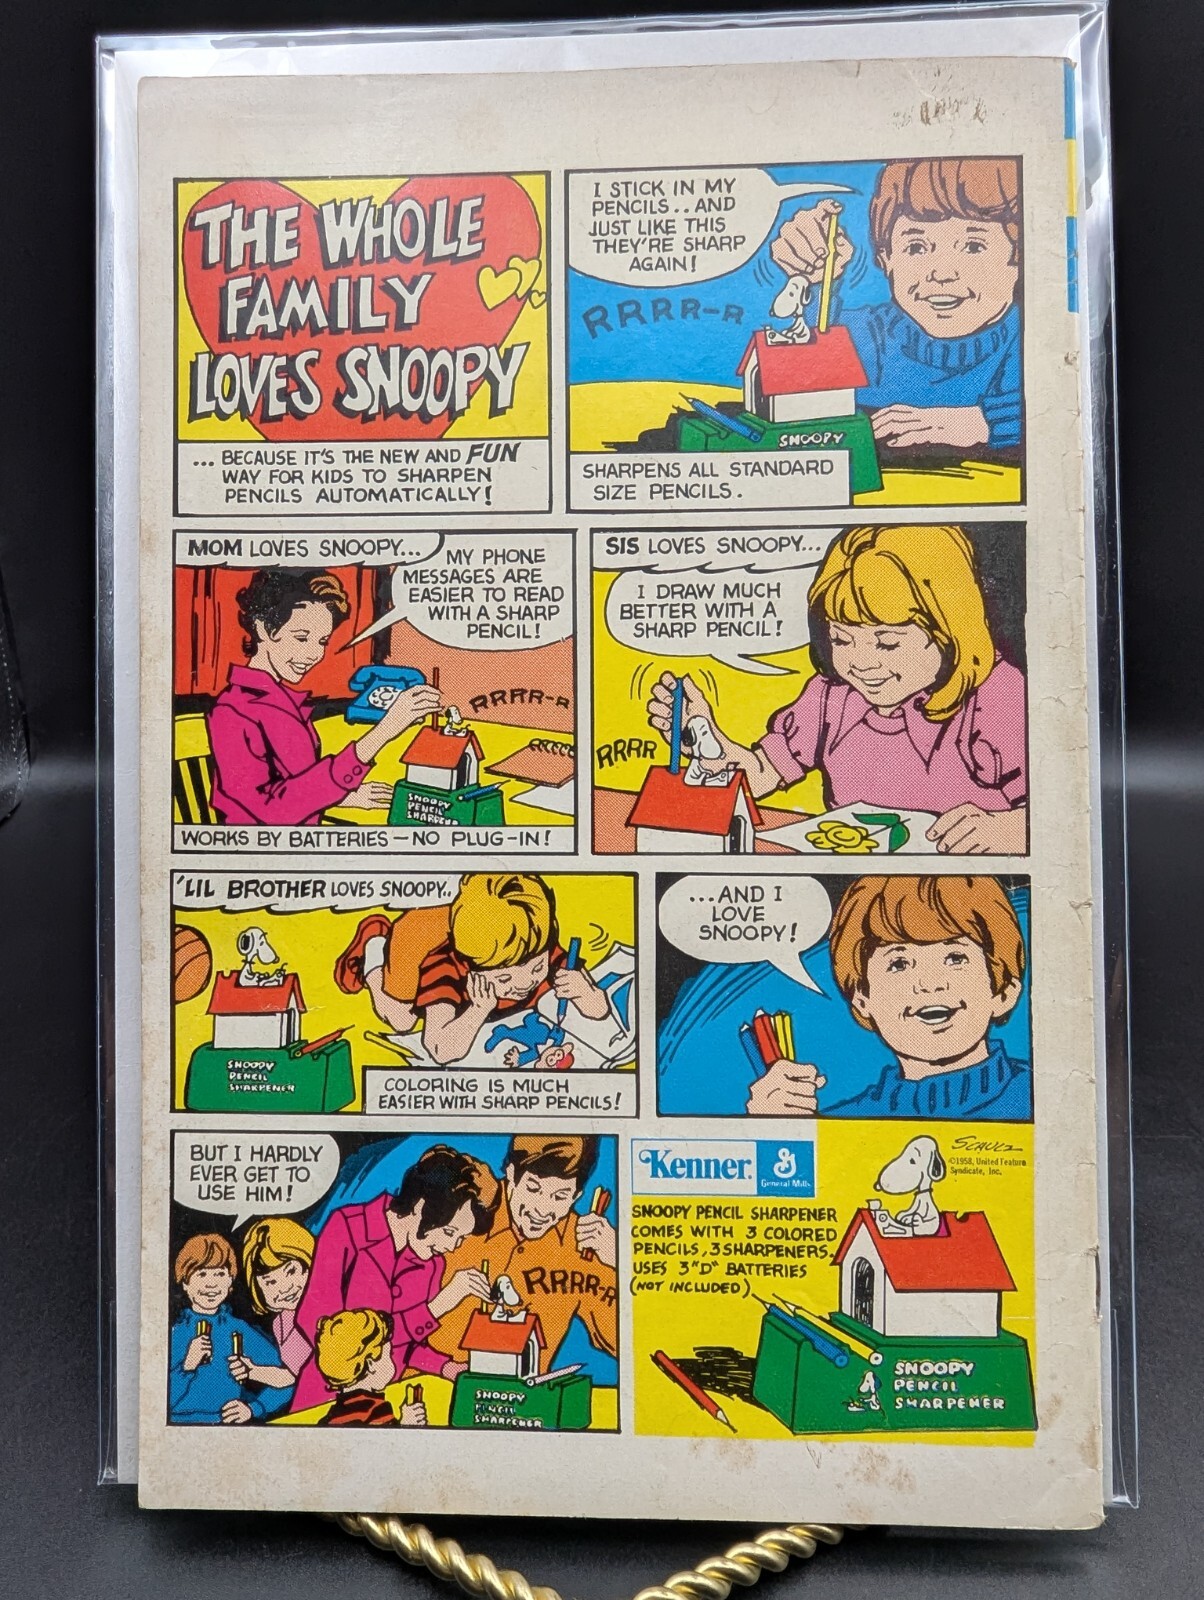 THE WHOLE
FAMILY
LOVES SNOOPY
... BECAUSE IT'S THE NEW AND FUN
WAY FOR KIDS TO SHARPEN
PENCILS AUTOMATICALLY!
I STICK IN MY
PENCILS..AND
JUST LIKE THIS
THEY'RE SHARP
AGAIN!
RRRR-R
SNOOPY
SHARPENS ALL STANDARD
SIZE PENCILS.
MOM LOVES SNOOPY...
MY PHONE
MESSAGES ARE
EASIER TO READ
WITH A SHARP
PENCIL!
RRRR-R
SNOOPY
PENCIL
SHARPENER
WORKS BY BATTERIES—NO PLUG-IN!
SIS LOVES SNOOPY...
I DRAW MUCH
BETTER WITH A
SHARP PENCIL!
RRRR
'LIL BROTHER LOVES SNOOPY..
SNOOPY
PENCIL
SHARPENER
COLORING IS MUCH
EASIER WITH SHARP PENCILS!
...AND I
LOVE
SNOOPY!
BUT I HARDLY
EVER GET TO
USE HIM!
RRRR-R
SNOOPY
PENCIL
SHARPENER
Kenner.
General Mills
SCHULZ
©1958, United Feature
Syndicate, Inc.
SNOOPY PENCIL SHARPENER
COMES WITH 3 COLORED
PENCILS, 3 SHARPENERS.
USES 3 "D" BATTERIES
(NOT INCLUDED)
SNOOPY
PENCIL
SHARPENER